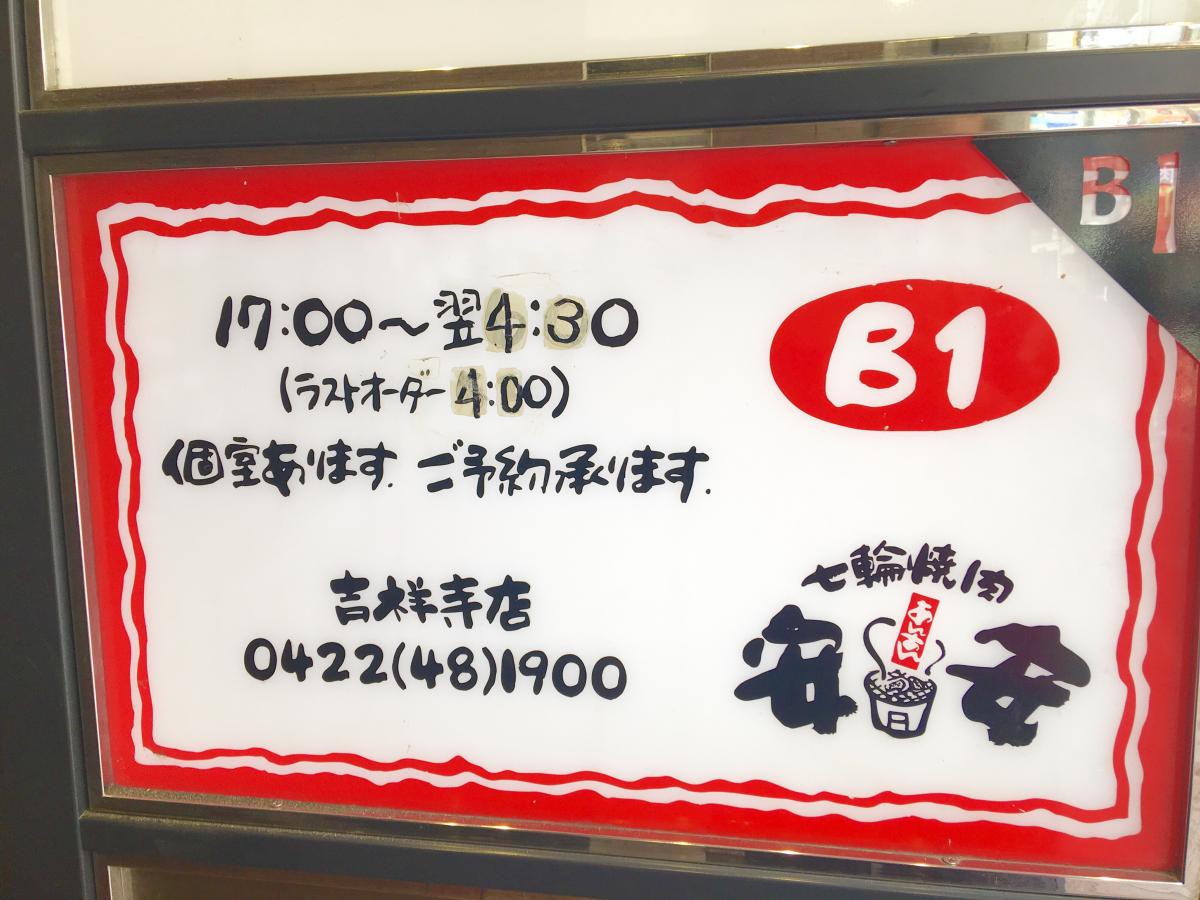 B1
17:00～翌4:30
(ラストオーダー 4:00)
B1
個室あります. ご予約承ります.
吉祥寺店
0422(48)1900
七輪焼肉
あんあん
安安